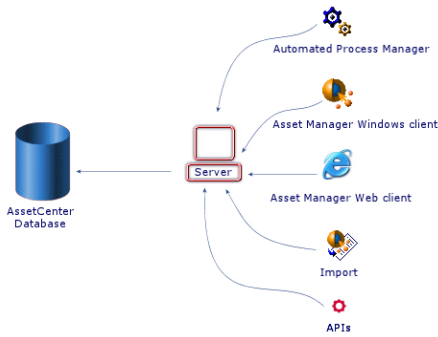 Automated Process Manager
Asset Manager Windows client
Server
Asset Manager Web client
AssetCenter
Database
Import
APIs